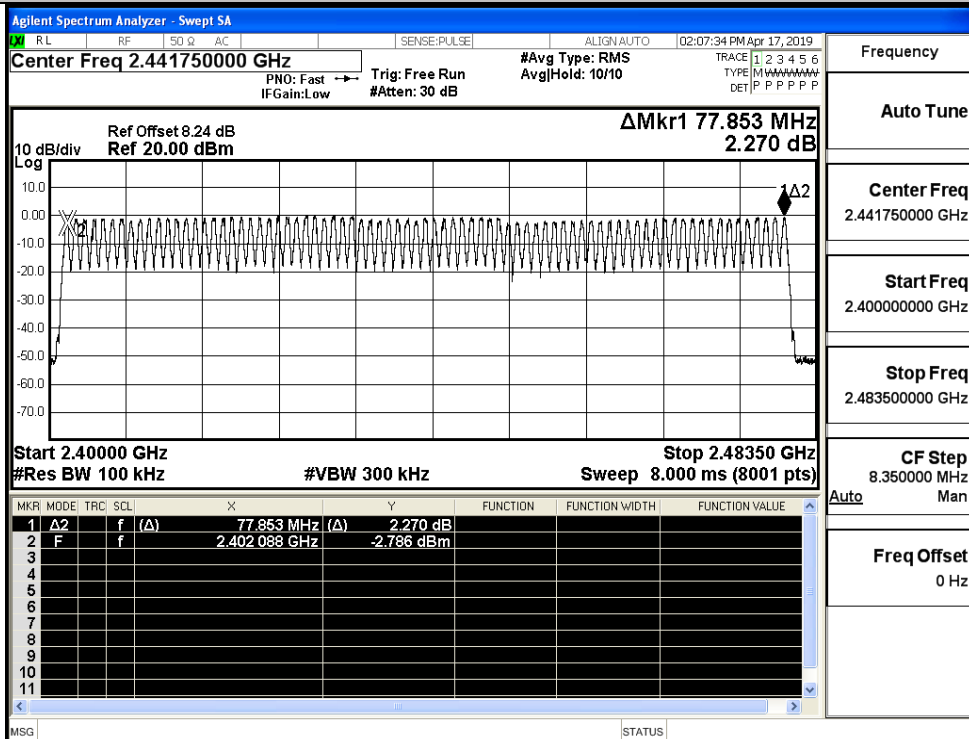 Agilent Spectrum Analyzer - Swept SA
LXI RL RF 50 Ω AC SENSE:PULSE ALIGN AUTO 02:07:34 PM Apr 17, 2019
Center Freq 2.441750000 GHz #Avg Type: RMS TRACE 1 2 3 4 5 6
PNO: Fast Trig: Free Run Avg|Hold: 10/10 TYPE M WWWWW
IFGain:Low #Atten: 30 dB DET P P P P P P
ΔMkr1 77.853 MHz
2.270 dB
Ref Offset 8.24 dB
10 dB/div Ref 20.00 dBm
Log
10.0
0.00
-10.0
-20.0
-30.0
-40.0
-50.0
-60.0
-70.0
1Δ2
2
Start 2.40000 GHz Stop 2.48350 GHz
#Res BW 100 kHz #VBW 300 kHz Sweep 8.000 ms (8001 pts)
MKR MODE TRC SCL X Y FUNCTION FUNCTION WIDTH FUNCTION VALUE
1 Δ2 f (Δ) 77.853 MHz (Δ) 2.270 dB
2 F f 2.402 088 GHz -2.786 dBm
3
4
5
6
7
8
9
10
11
MSG STATUS
Frequency
Auto Tune
Center Freq
2.441750000 GHz
Start Freq
2.400000000 GHz
Stop Freq
2.483500000 GHz
CF Step
8.350000 MHz
Auto Man
Freq Offset
0 Hz